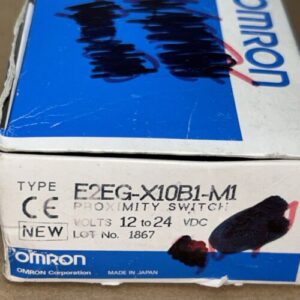 OMRON
TYPE E2EG-X10B1-M1
CE PROXIMITY SWITCH
VOLTS 12 to 24 VDC
NEW LOT No. 1867
OMRON
OMRON Corporation MADE IN JAPAN